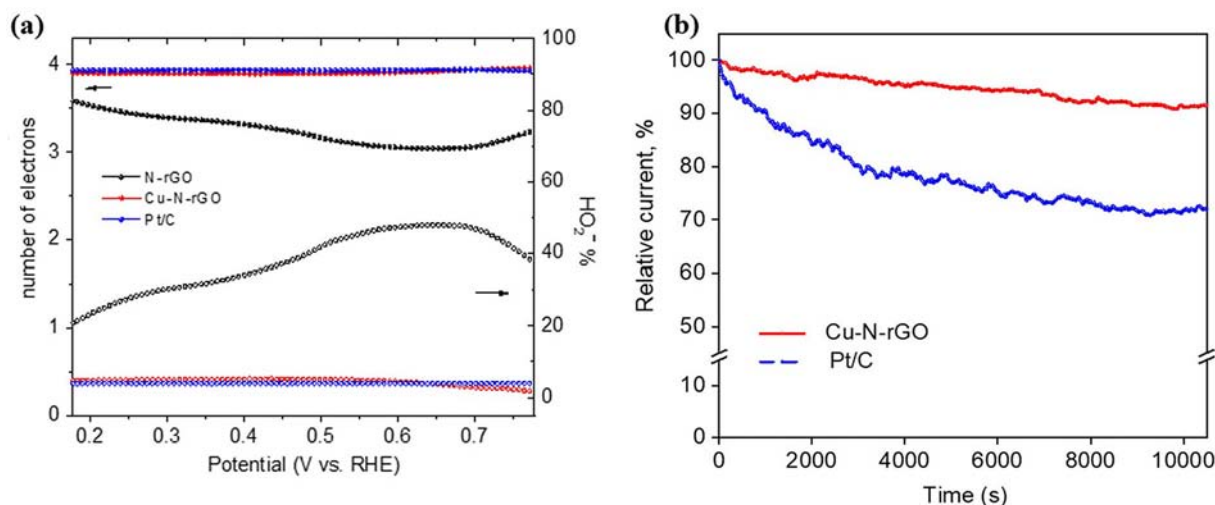 (a)
number of electrons
4
3
2
1
0
N-rGO
Cu-N-rGO
Pt/C
100
80
60
40
20
0
HO₂⁻ %
0.2 0.3 0.4 0.5 0.6 0.7
Potential (V vs. RHE)
(b)
Relative current, %
100
90
80
70
60
50
10
0
Cu-N-rGO
Pt/C
0 2000 4000 6000 8000 10000
Time (s)